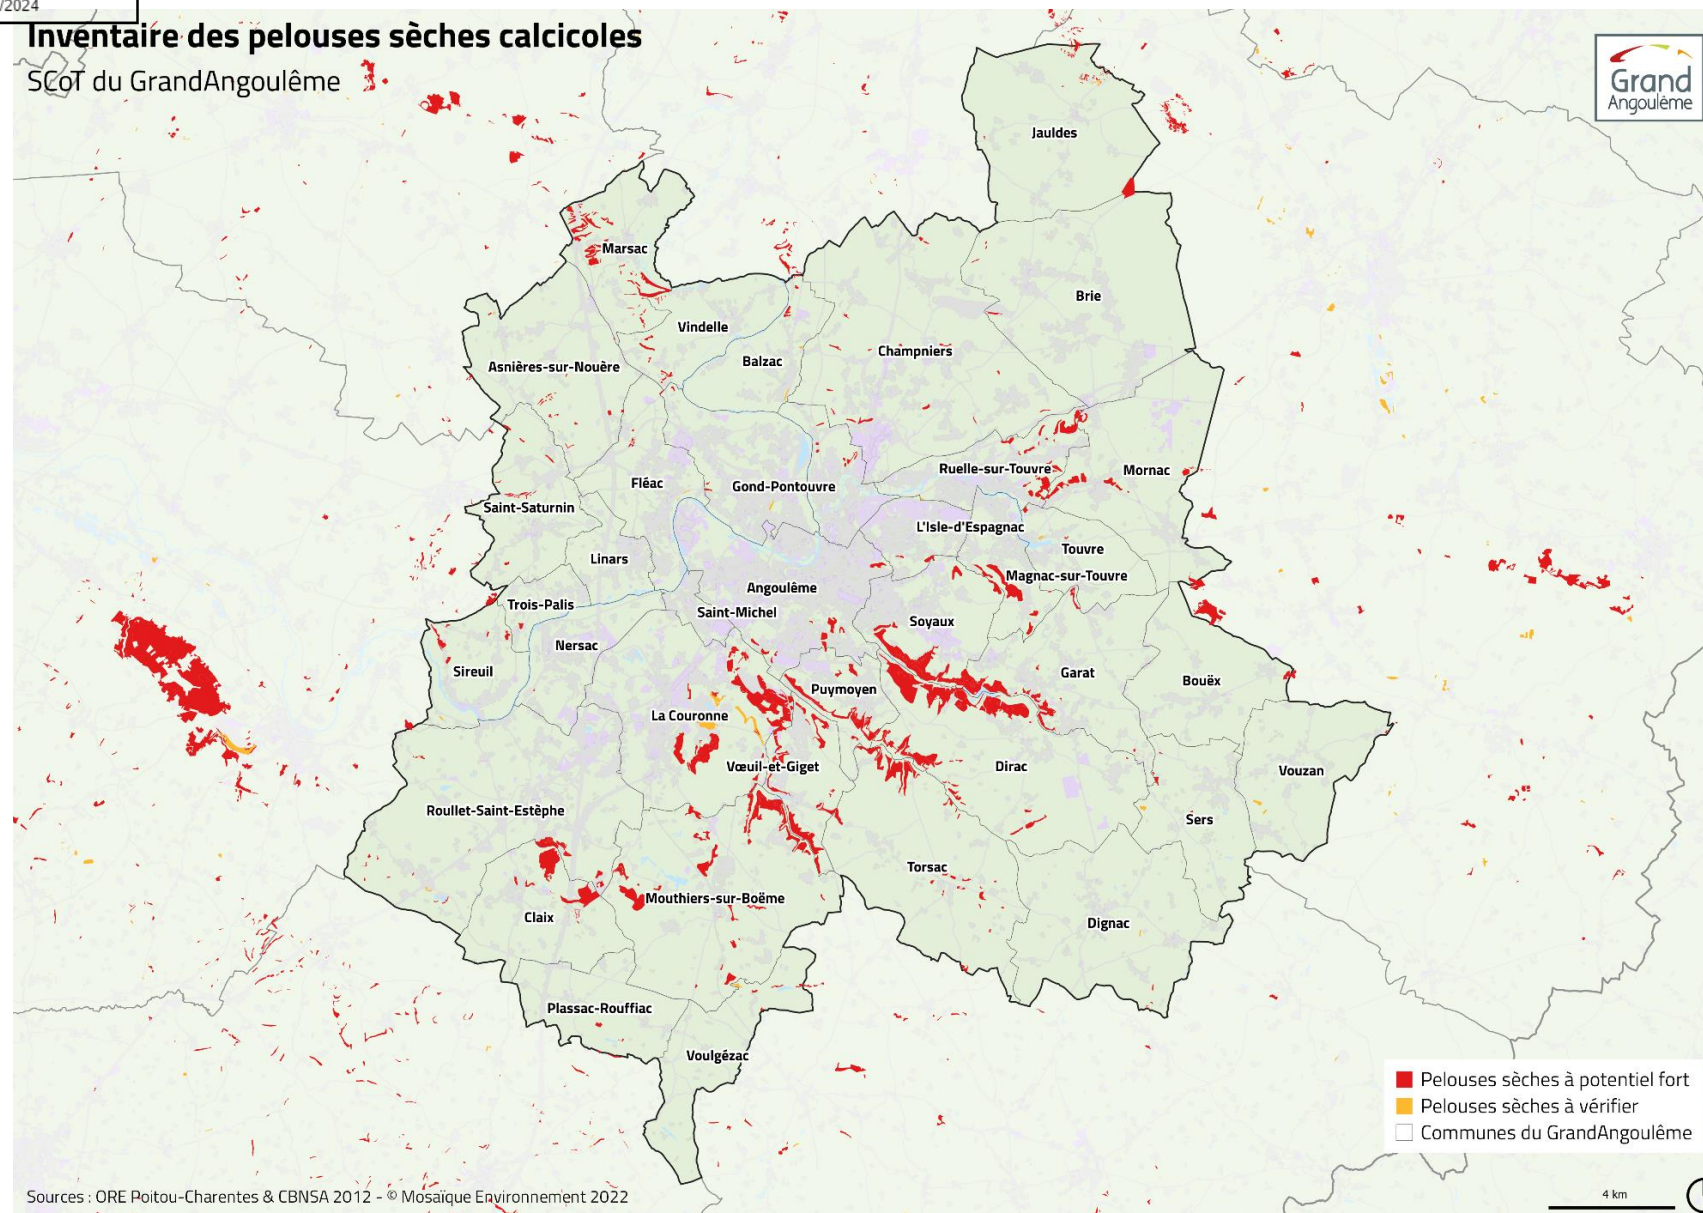 /2024
Inventaire des pelouses sèches calcicoles
SCoT du GrandAngoulême
Grand
Angoulême
Jauldes
Marsac
Brie
Vindelle
Champniers
Balzac
Asnières-sur-Nouère
Ruelle-sur-Touvre
Mornac
Fléac
Gond-Pontouvre
Saint-Saturnin
L'Isle-d'Espagnac
Touvre
Linars
Magnac-sur-Touvre
Angoulême
Trois-Palis
Saint-Michel
Soyaux
Nersac
Sireuil
Garat
Bouëx
Puymoyen
La Couronne
Vœuil-et-Giget
Dirac
Vouzan
Roullet-Saint-Estèphe
Sers
Torsac
Mouthiers-sur-Boëme
Claix
Dignac
Plassac-Rouffiac
Voulgézac
Pelouses sèches à potentiel fort
Pelouses sèches à vérifier
Communes du GrandAngoulême
Sources : ORE Poitou-Charentes & CBNSA 2012 - © Mosaïque Environnement 2022
4 km